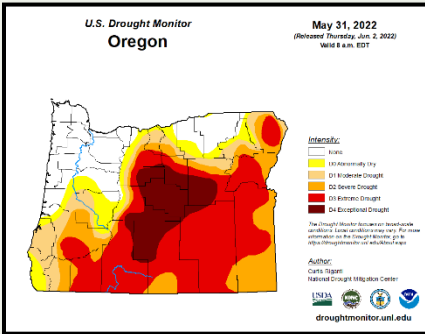 U.S. Drought Monitor
Oregon
May 31, 2022
(Released Thursday, Jun. 2, 2022)
Valid 8 a.m. EDT
Intensity:
None
D0 Abnormally Dry
D1 Moderate Drought
D2 Severe Drought
D3 Extreme Drought
D4 Exceptional Drought
The Drought Monitor focuses on broad-scale
conditions. Local conditions may vary. For more
information on the Drought Monitor, go to
https://droughtmonitor.unl.edu/About.aspx
Author:
Curtis Riganti
National Drought Mitigation Center
USDA
droughtmonitor.unl.edu